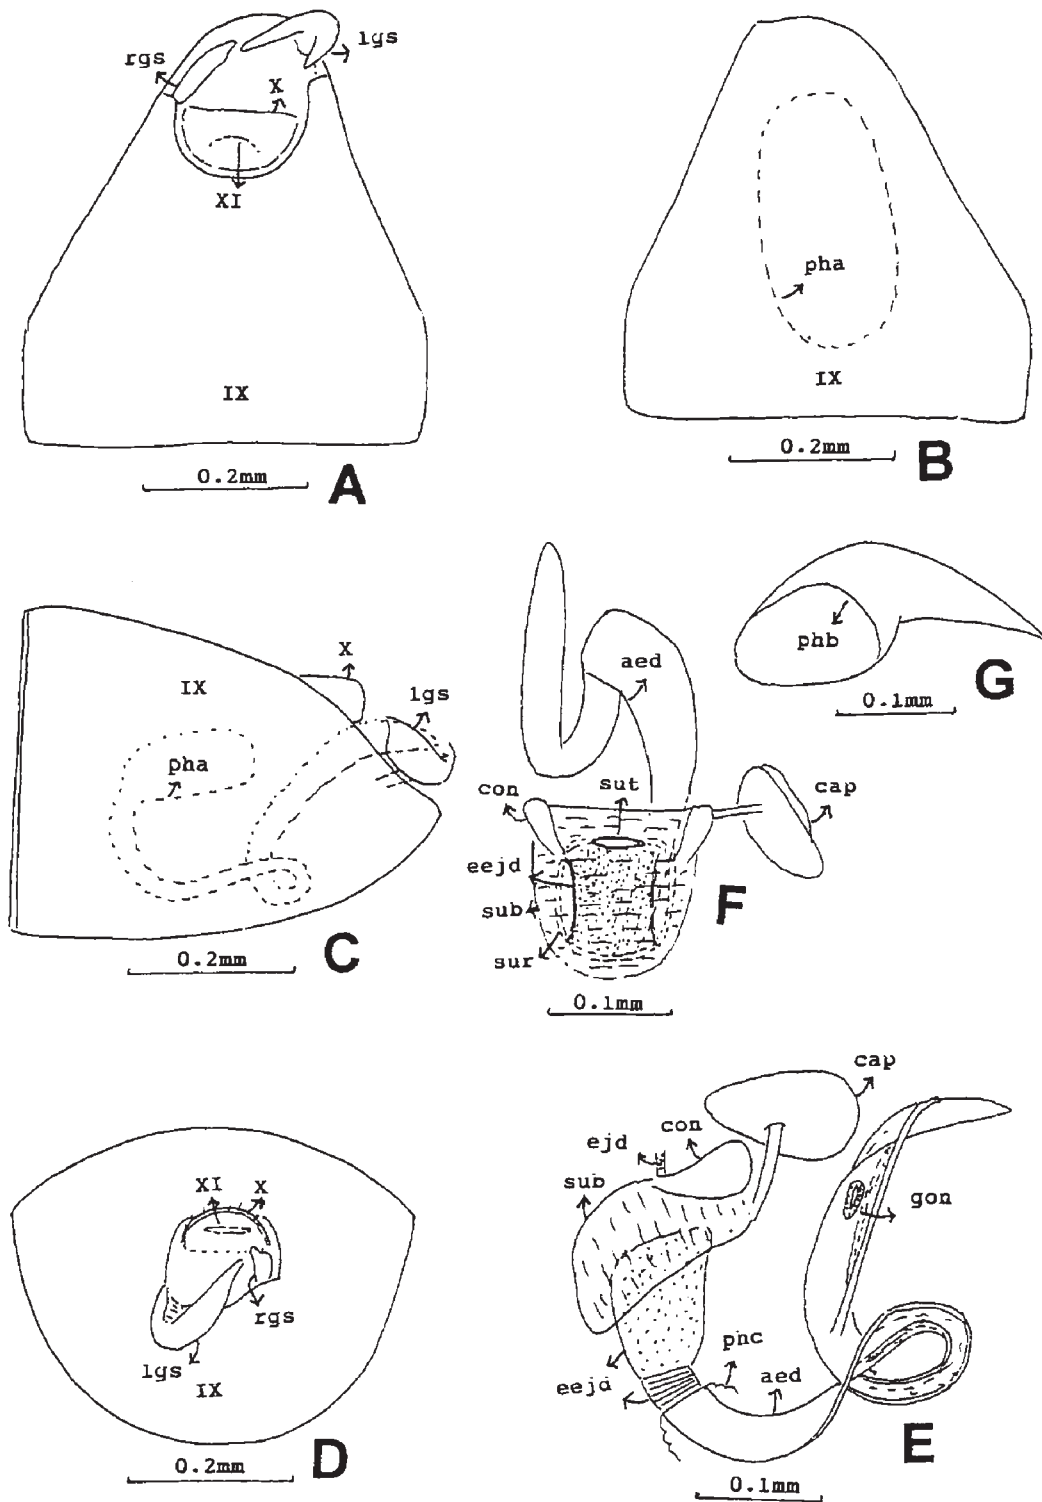 rgs
lgs
X
XI
IX
0.2mm
A
pha
IX
0.2mm
B
X
IX
lgs
pha
0.2mm
C
aed
con
sut
cap
eejd
sub
sur
0.1mm
F
phb
0.1mm
G
XI
X
rgs
lgs
IX
0.2mm
D
cap
con
ejd
sub
gon
phc
aed
eejd
0.1mm
E